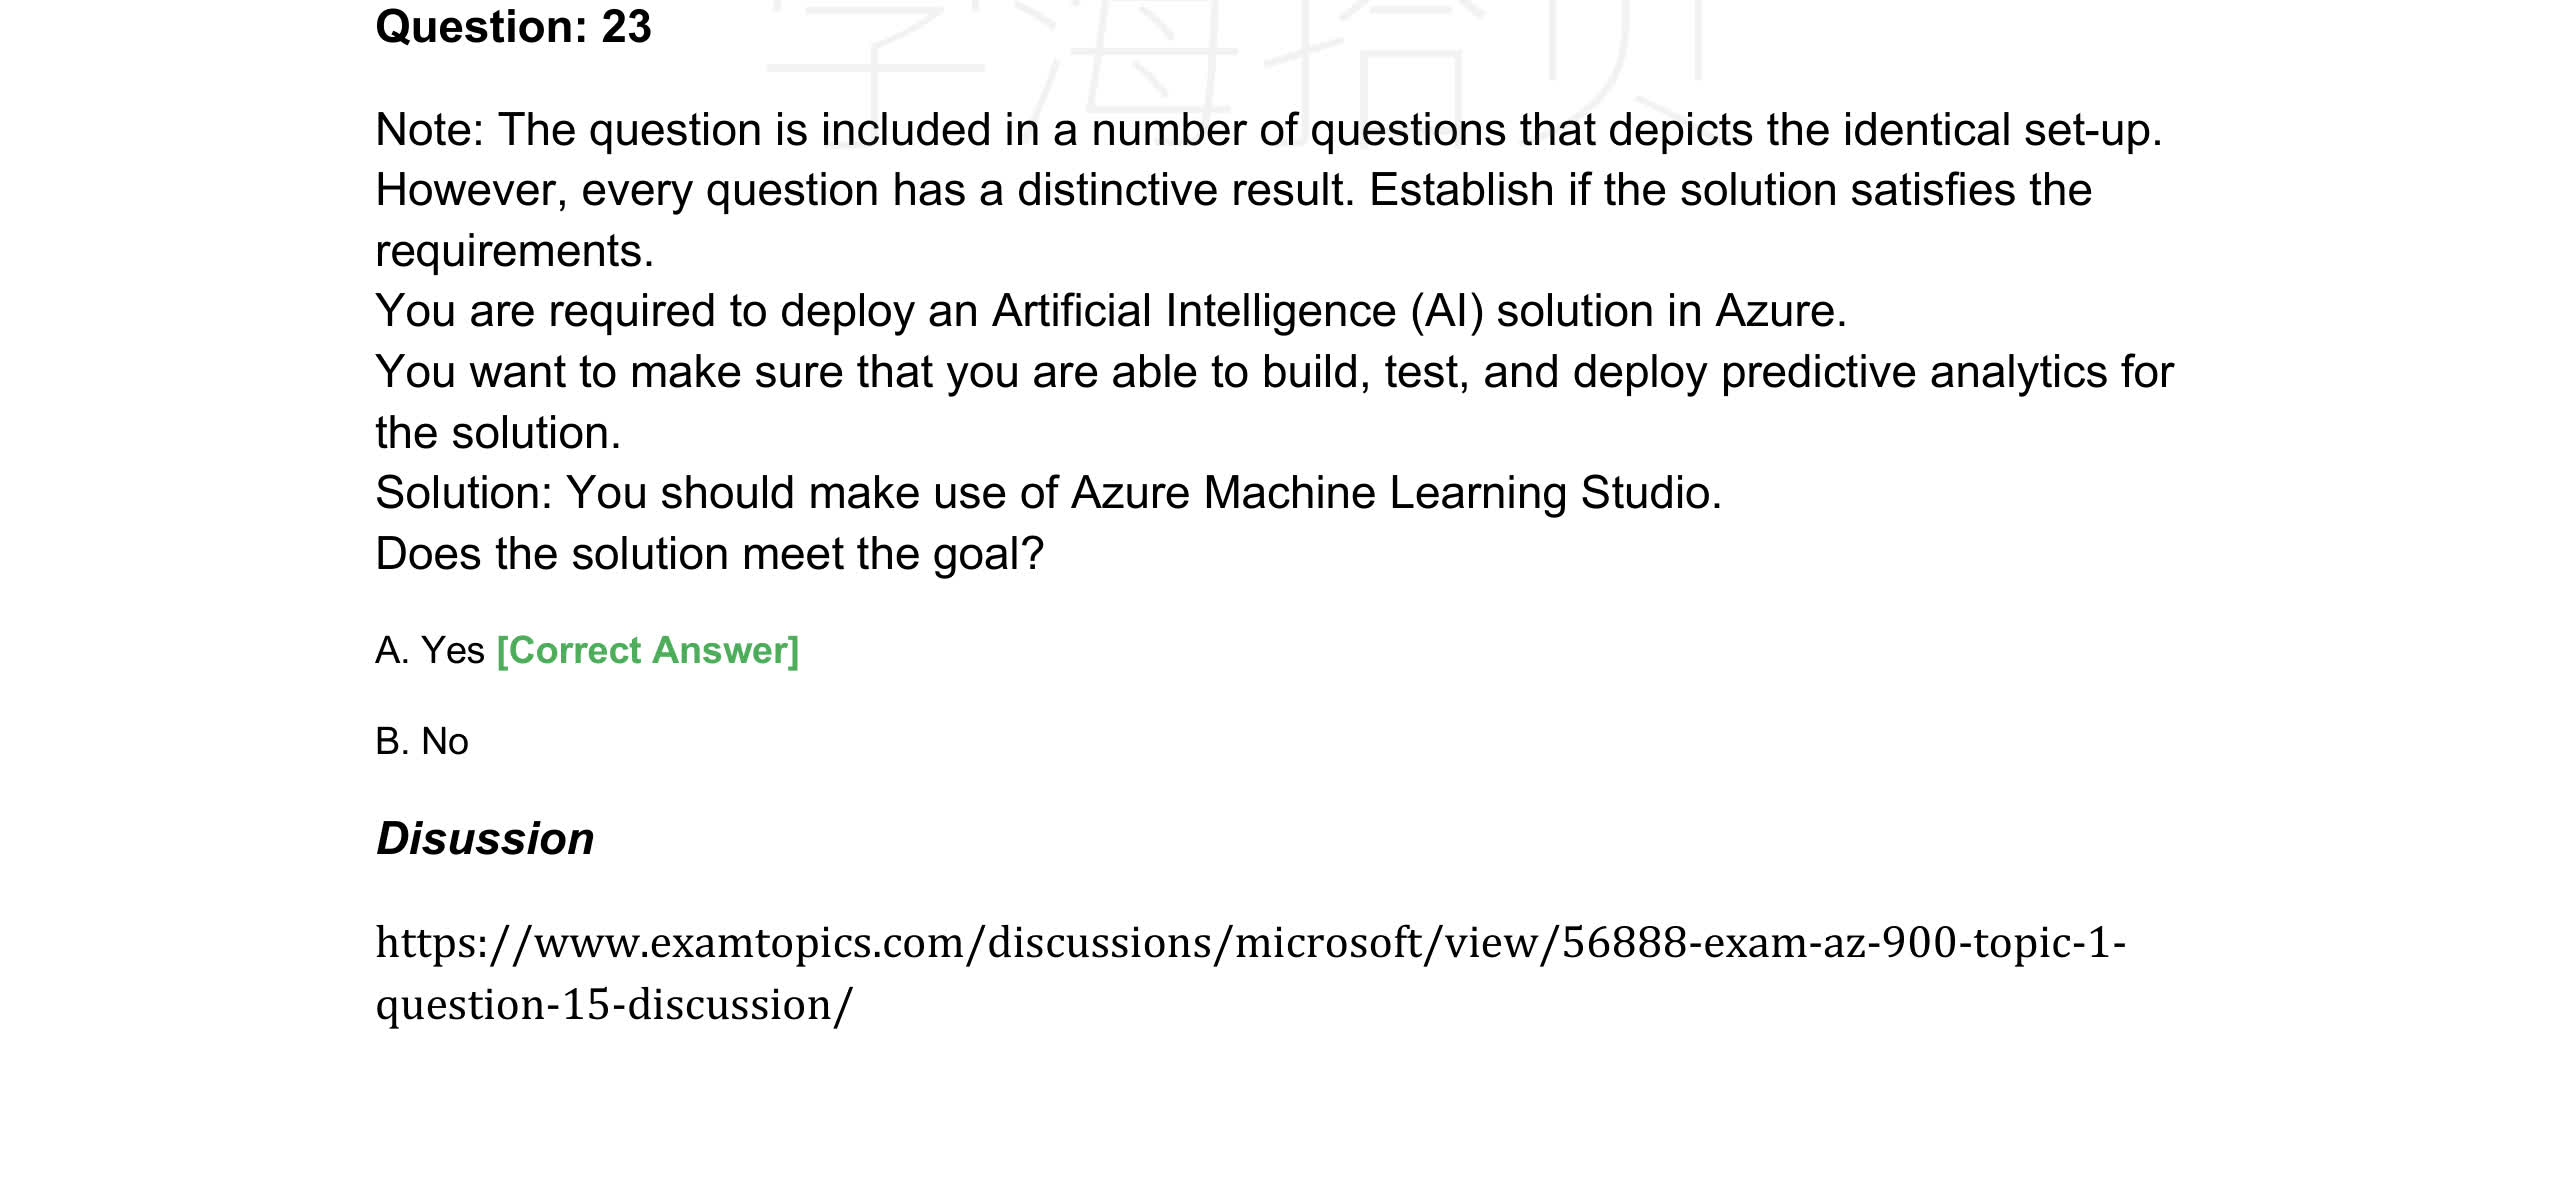 学海拾贝
Question: 23
Note: The question is included in a number of questions that depicts the identical set-up.
However, every question has a distinctive result. Establish if the solution satisfies the
requirements.
You are required to deploy an Artificial Intelligence (AI) solution in Azure.
You want to make sure that you are able to build, test, and deploy predictive analytics for
the solution.
Solution: You should make use of Azure Machine Learning Studio.
Does the solution meet the goal?
A. Yes [Correct Answer]
B. No
Disussion
https://www.examtopics.com/discussions/microsoft/view/56888-exam-az-900-topic-1-
question-15-discussion/